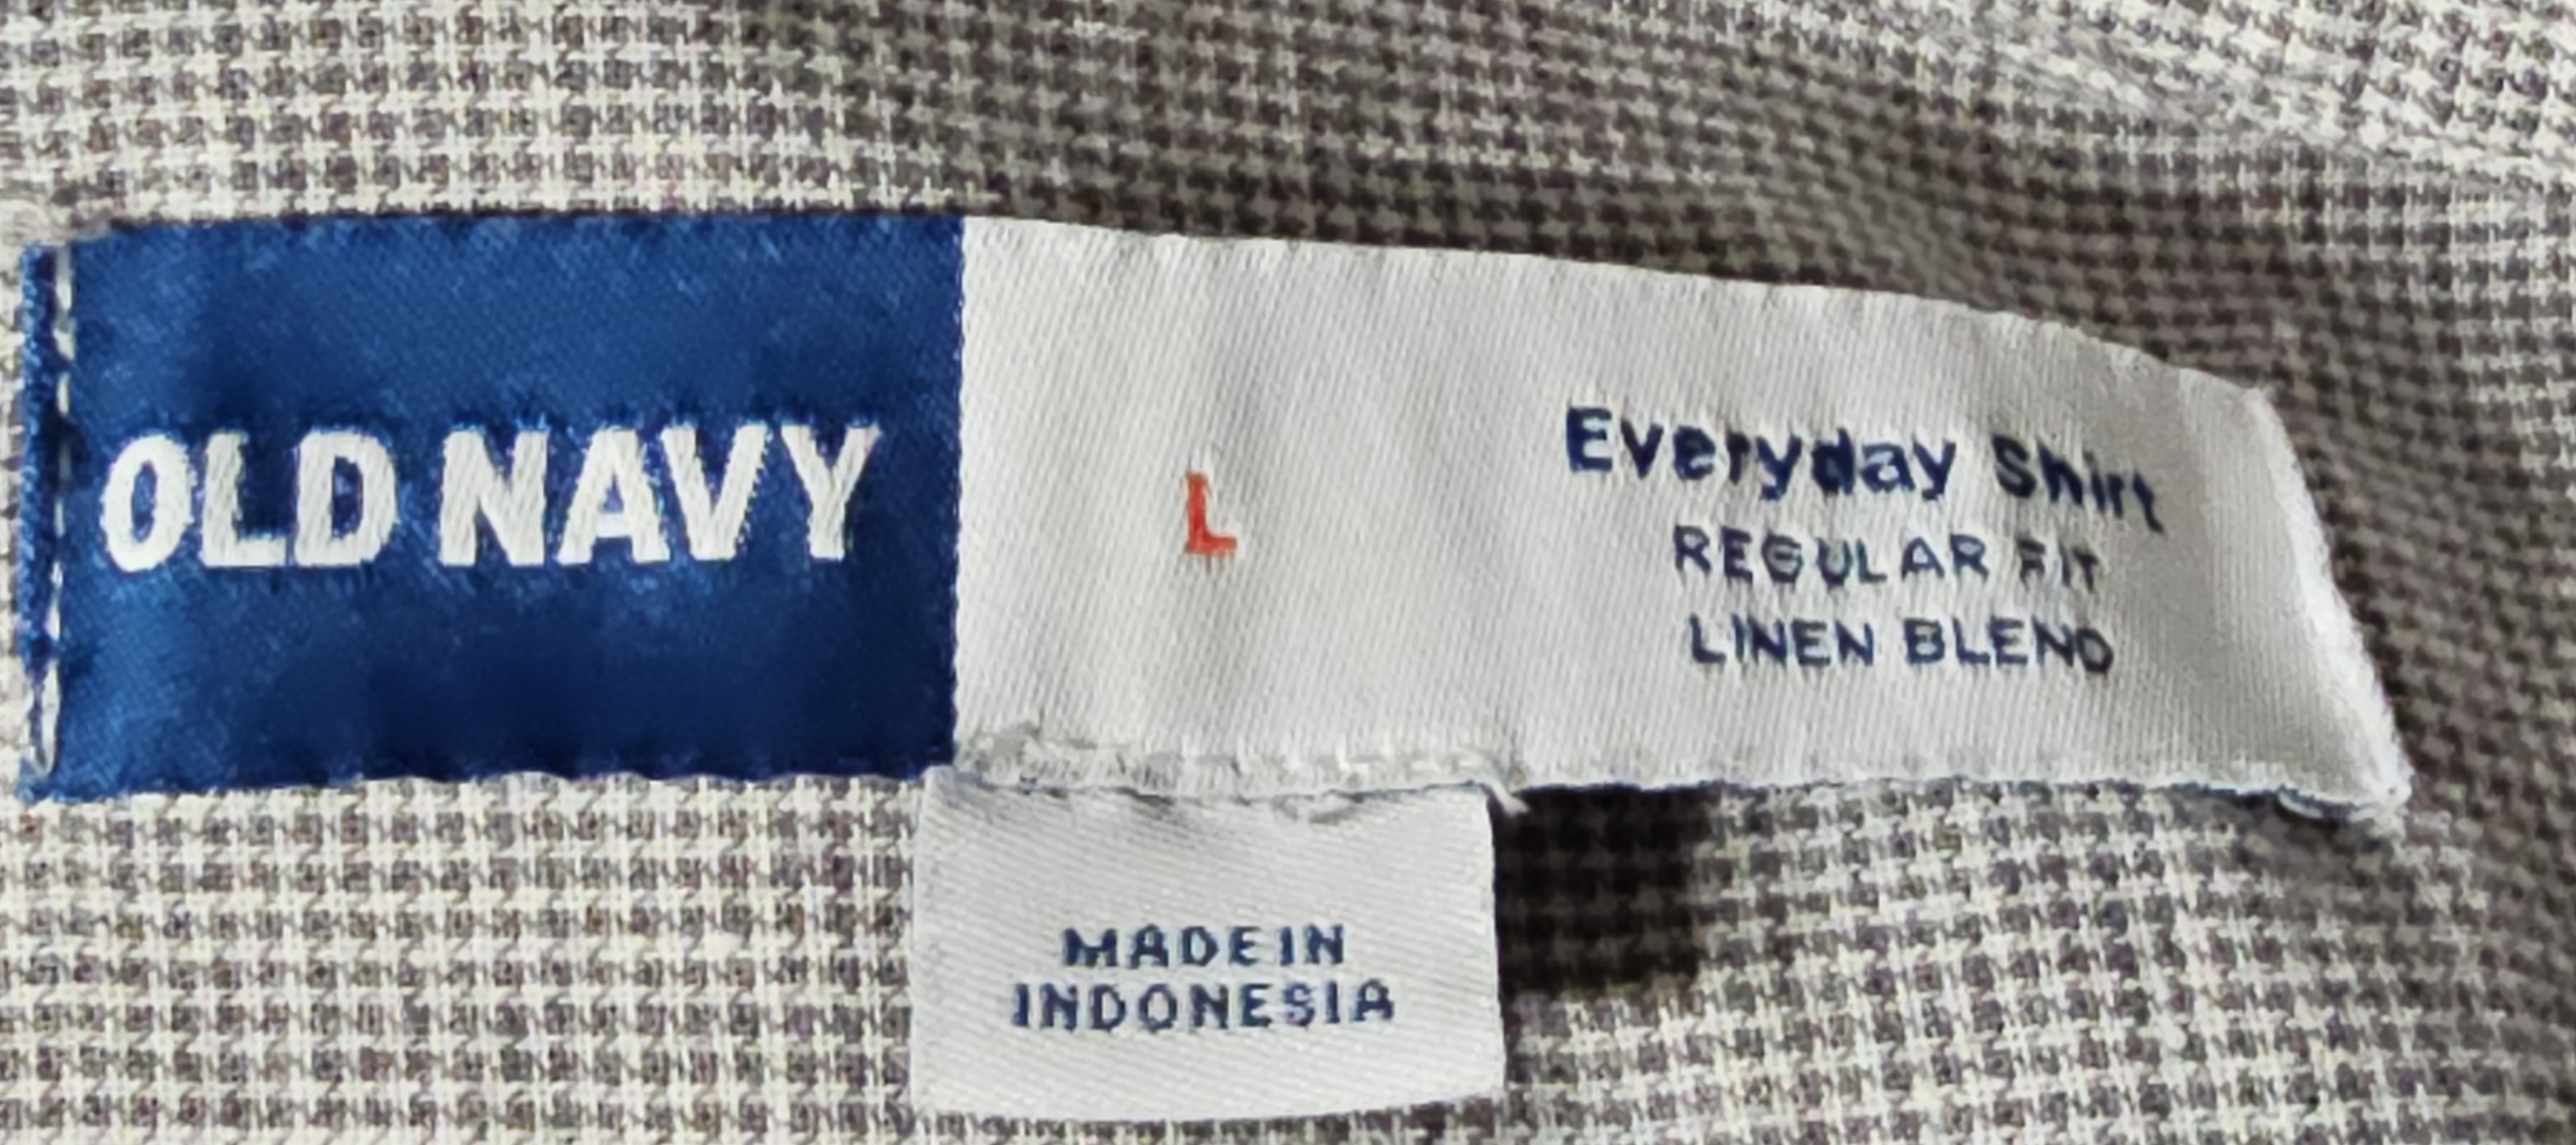 OLD NAVY
L
Everyday Shirt
REGULAR FIT
LINEN BLEND
MADE IN
INDONESIA